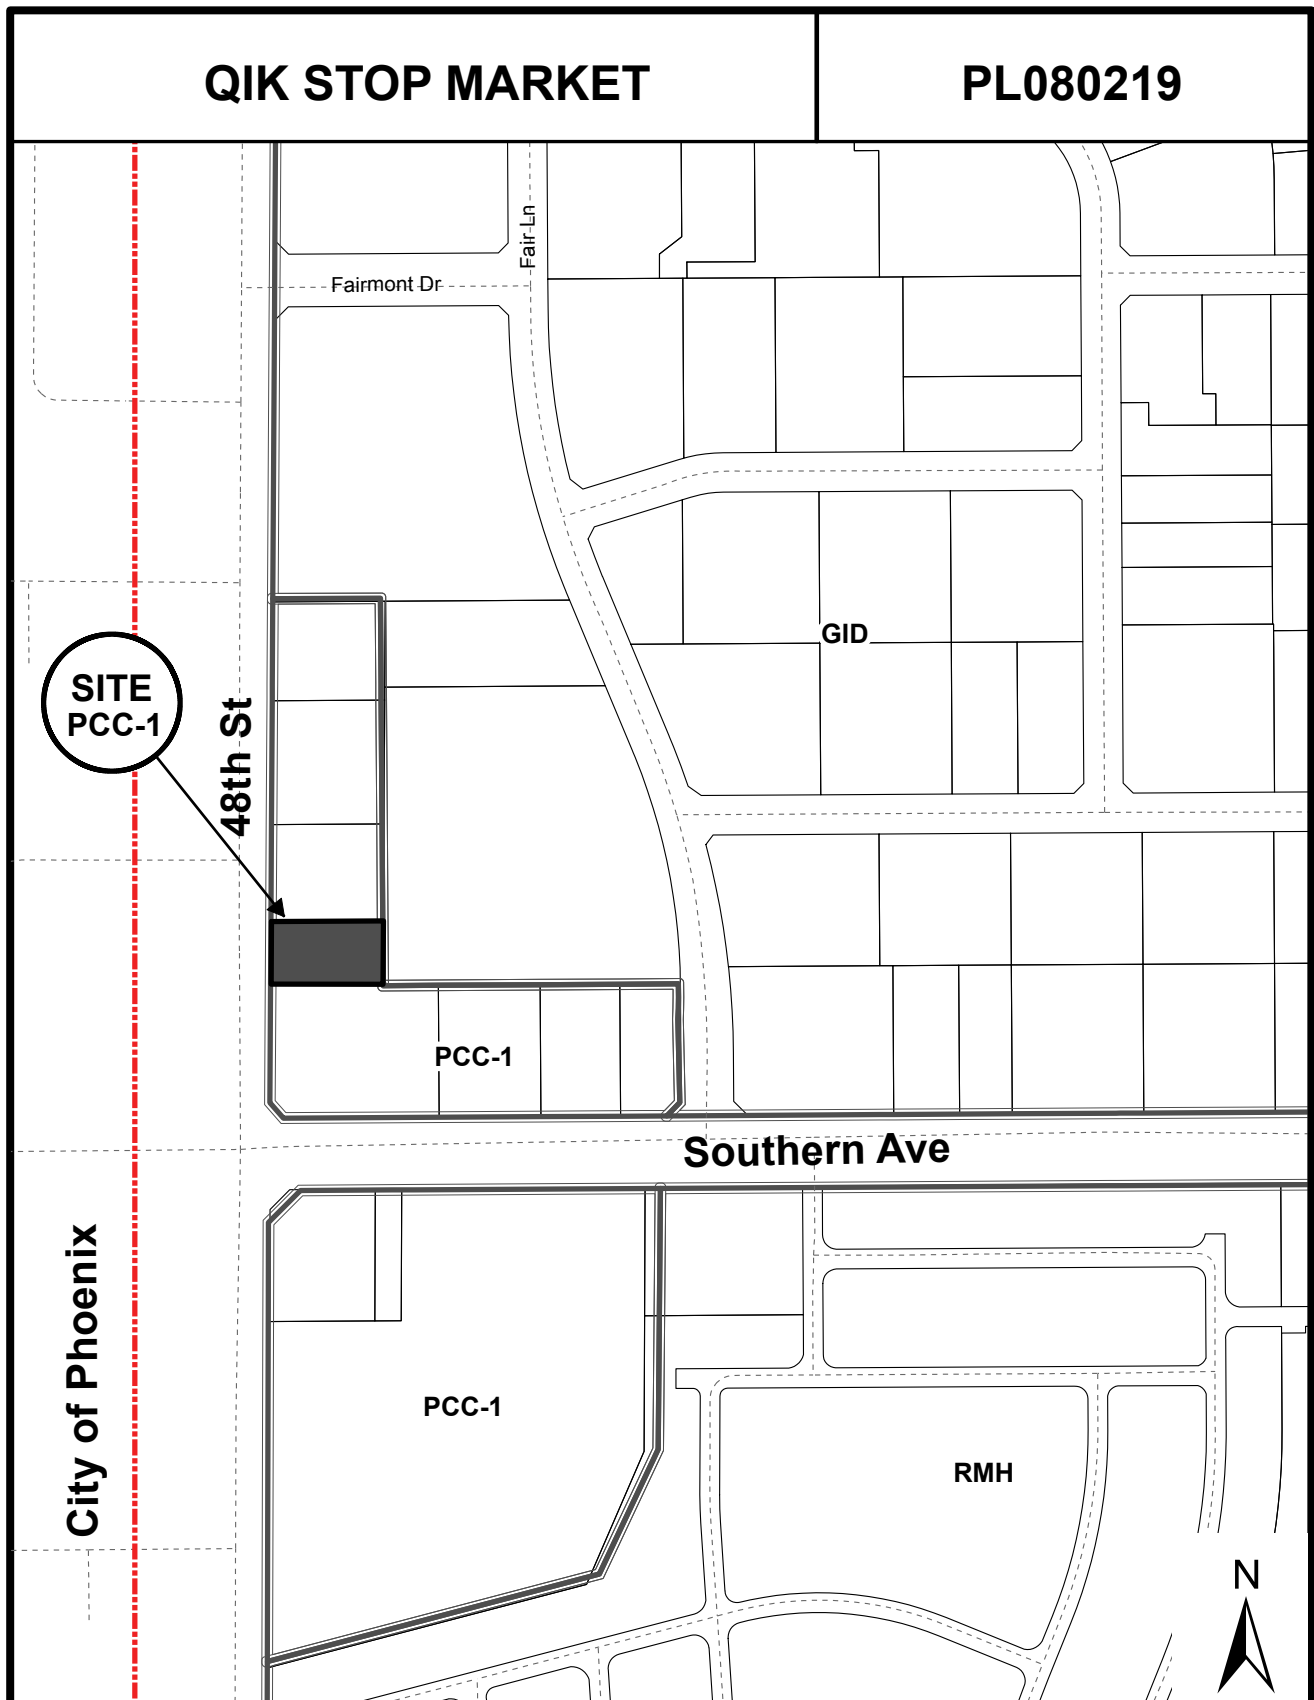 QIK STOP MARKET
PL080219
Fair Ln
Fairmont Dr
GID
SITE
PCC-1
48th St
PCC-1
Southern Ave
City of Phoenix
PCC-1
RMH
N